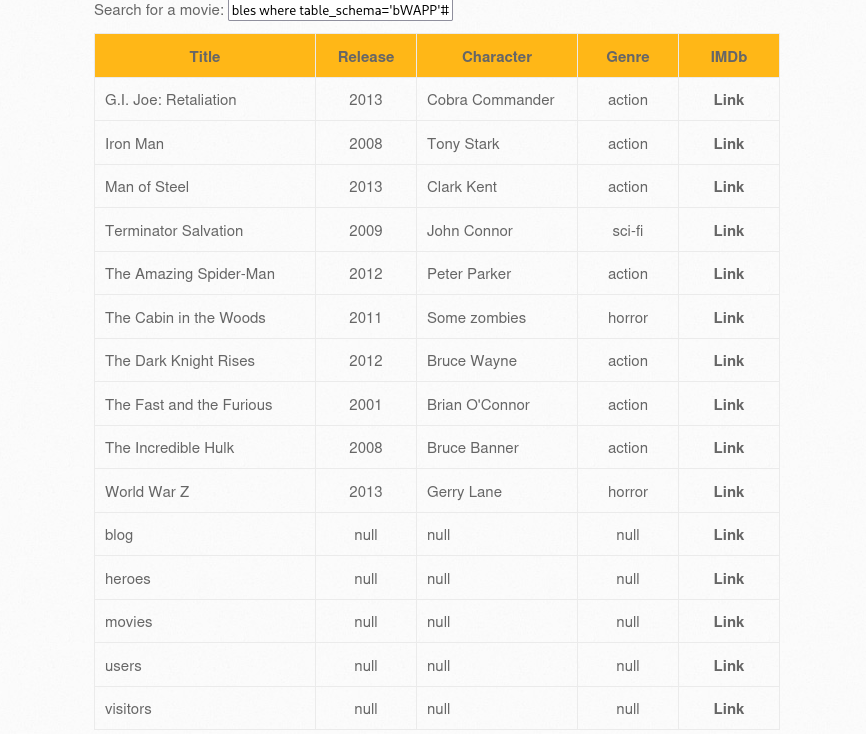 Search for a movie: bles where table_schema='bWAPP'#
Title Release Character Genre IMDb
G.I. Joe: Retaliation 2013 Cobra Commander action Link
Iron Man 2008 Tony Stark action Link
Man of Steel 2013 Clark Kent action Link
Terminator Salvation 2009 John Connor sci-fi Link
The Amazing Spider-Man 2012 Peter Parker action Link
The Cabin in the Woods 2011 Some zombies horror Link
The Dark Knight Rises 2012 Bruce Wayne action Link
The Fast and the Furious 2001 Brian O'Connor action Link
The Incredible Hulk 2008 Bruce Banner action Link
World War Z 2013 Gerry Lane horror Link
blog null null null Link
heroes null null null Link
movies null null null Link
users null null null Link
visitors null null null Link